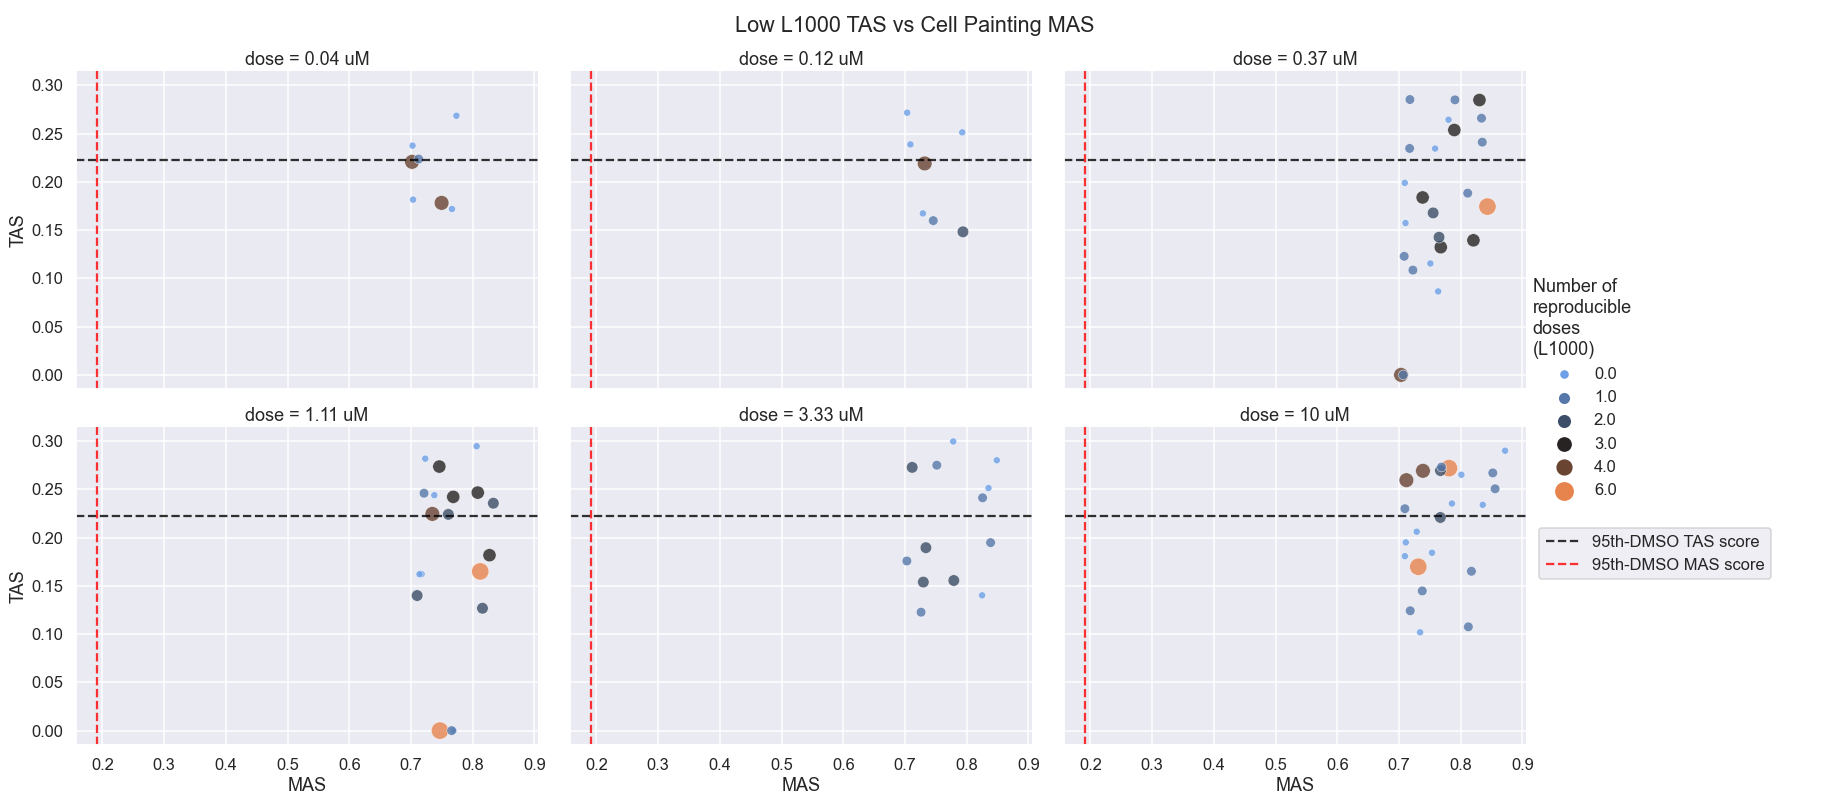 Low L1000 TAS vs Cell Painting MAS
dose = 0.04 uM
dose = 0.12 uM
dose = 0.37 uM
0.30
0.25
0.20
0.15
0.10
0.05
0.00
TAS
dose = 1.11 uM
dose = 3.33 uM
dose = 10 uM
0.30
0.25
0.20
0.15
0.10
0.05
0.00
TAS
0.2 0.3 0.4 0.5 0.6 0.7 0.8 0.9
0.2 0.3 0.4 0.5 0.6 0.7 0.8 0.9
0.2 0.3 0.4 0.5 0.6 0.7 0.8 0.9
MAS
MAS
MAS
Number of
reproducible
doses
(L1000)
0.0
1.0
2.0
3.0
4.0
6.0
95th-DMSO TAS score
95th-DMSO MAS score